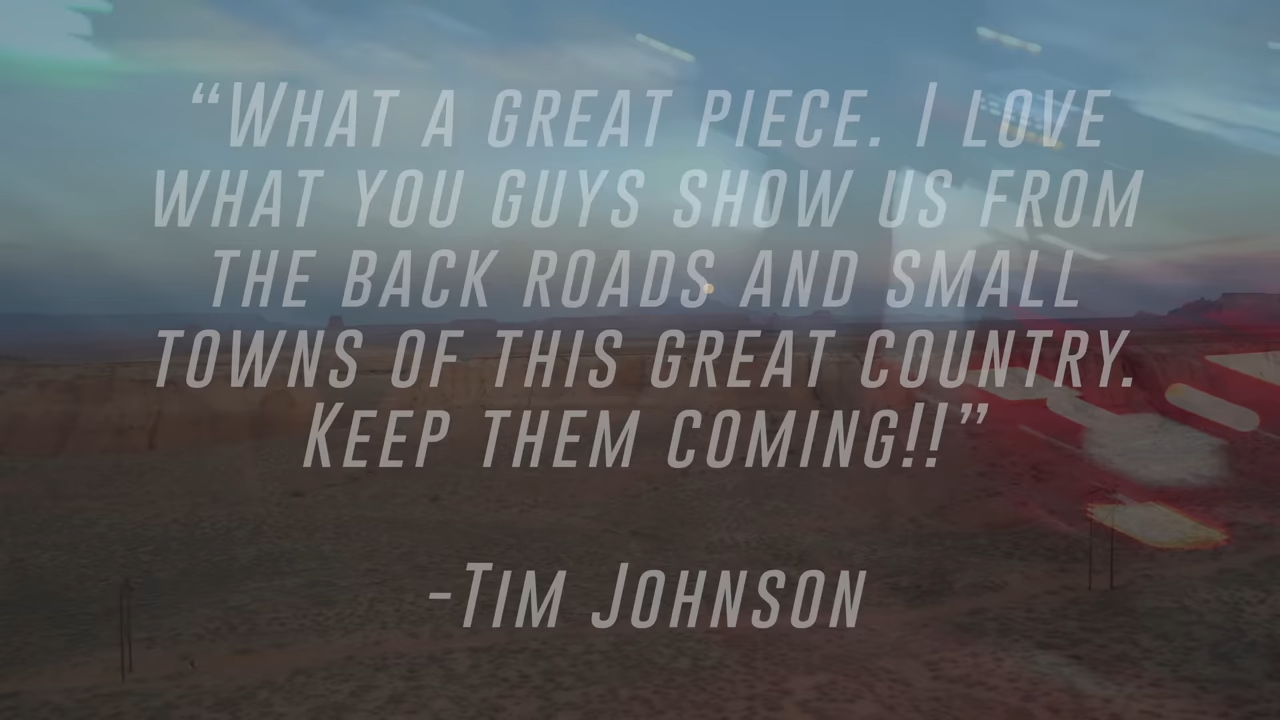 “What a great piece. I love
what you guys show us from
the back roads and small
towns of this great country.
Keep them coming!!”
-Tim Johnson